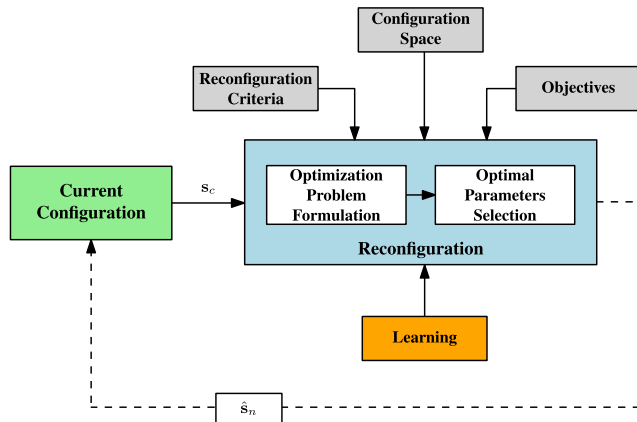 Configuration
Space
Reconfiguration
Criteria
Objectives
Current
Configuration
s_c
Optimization
Problem
Formulation
Optimal
Parameters
Selection
Reconfiguration
Learning
ŝ_n